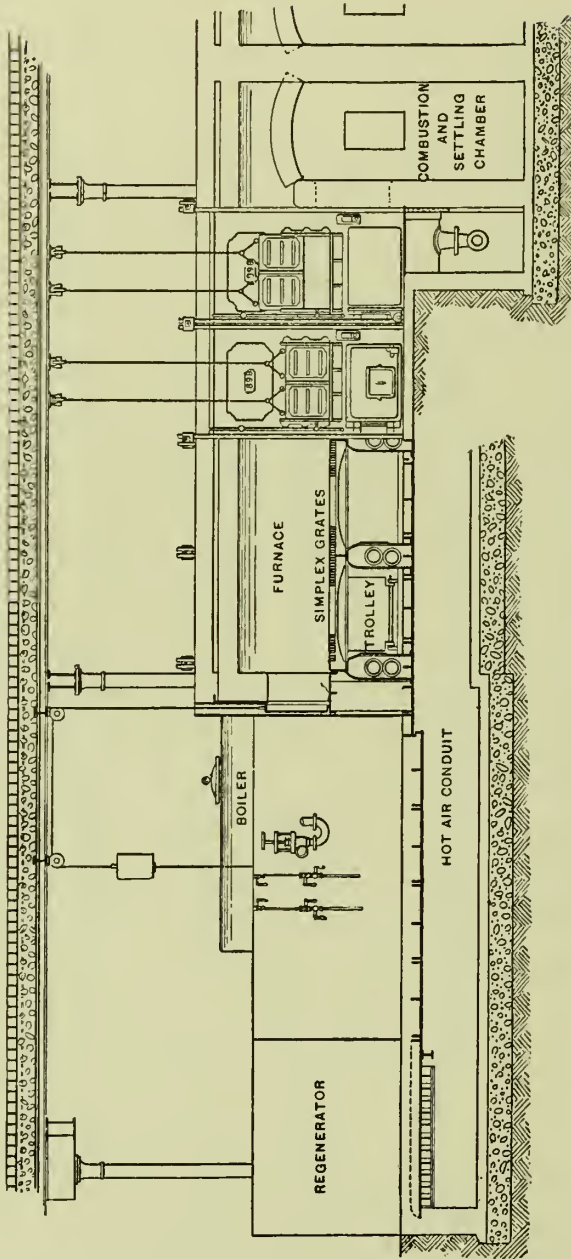 BOILER
REGENERATOR
HOT AIR CONDUIT
FURNACE
SIMPLEX GRATES
TROLLEY
COMBUSTION
AND
SETTLING
CHAMBER